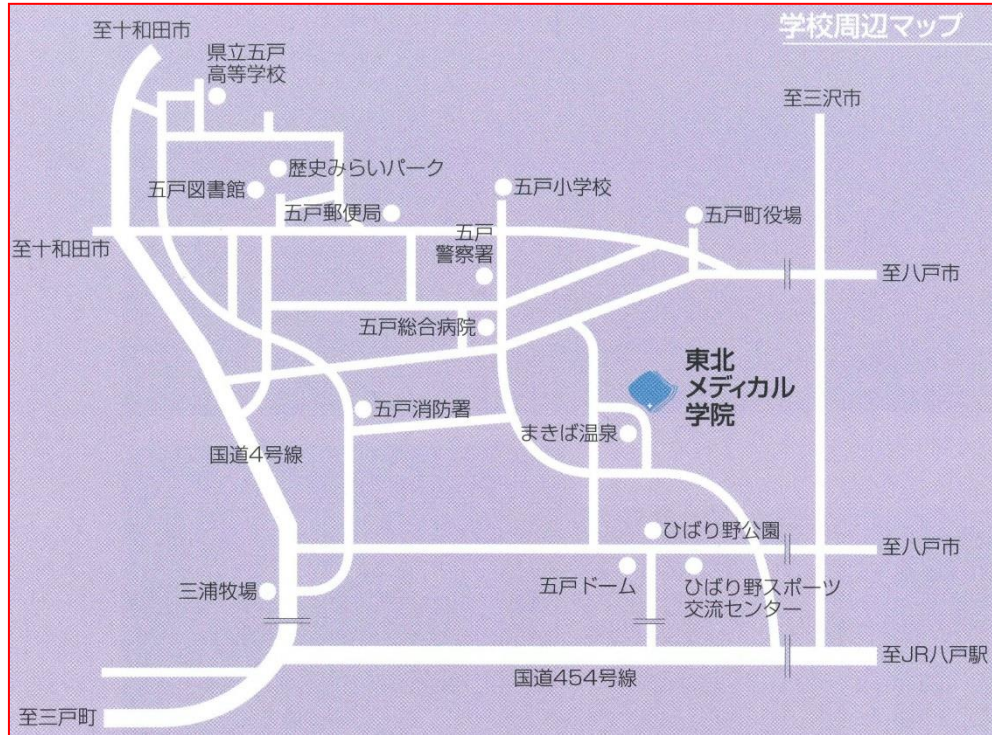 学校周辺マップ
至十和田市
県立五戸
高等学校
至三沢市
歴史みらいパーク
五戸図書館
五戸小学校
五戸郵便局
五戸町役場
至十和田市
五戸
警察署
至八戸市
五戸総合病院
東北
メディカル
学院
五戸消防署
まきば温泉
国道4号線
ひばり野公園
至八戸市
三浦牧場
五戸ドーム
ひばり野スポーツ
交流センター
至JR八戸駅
国道454号線
至三戸町